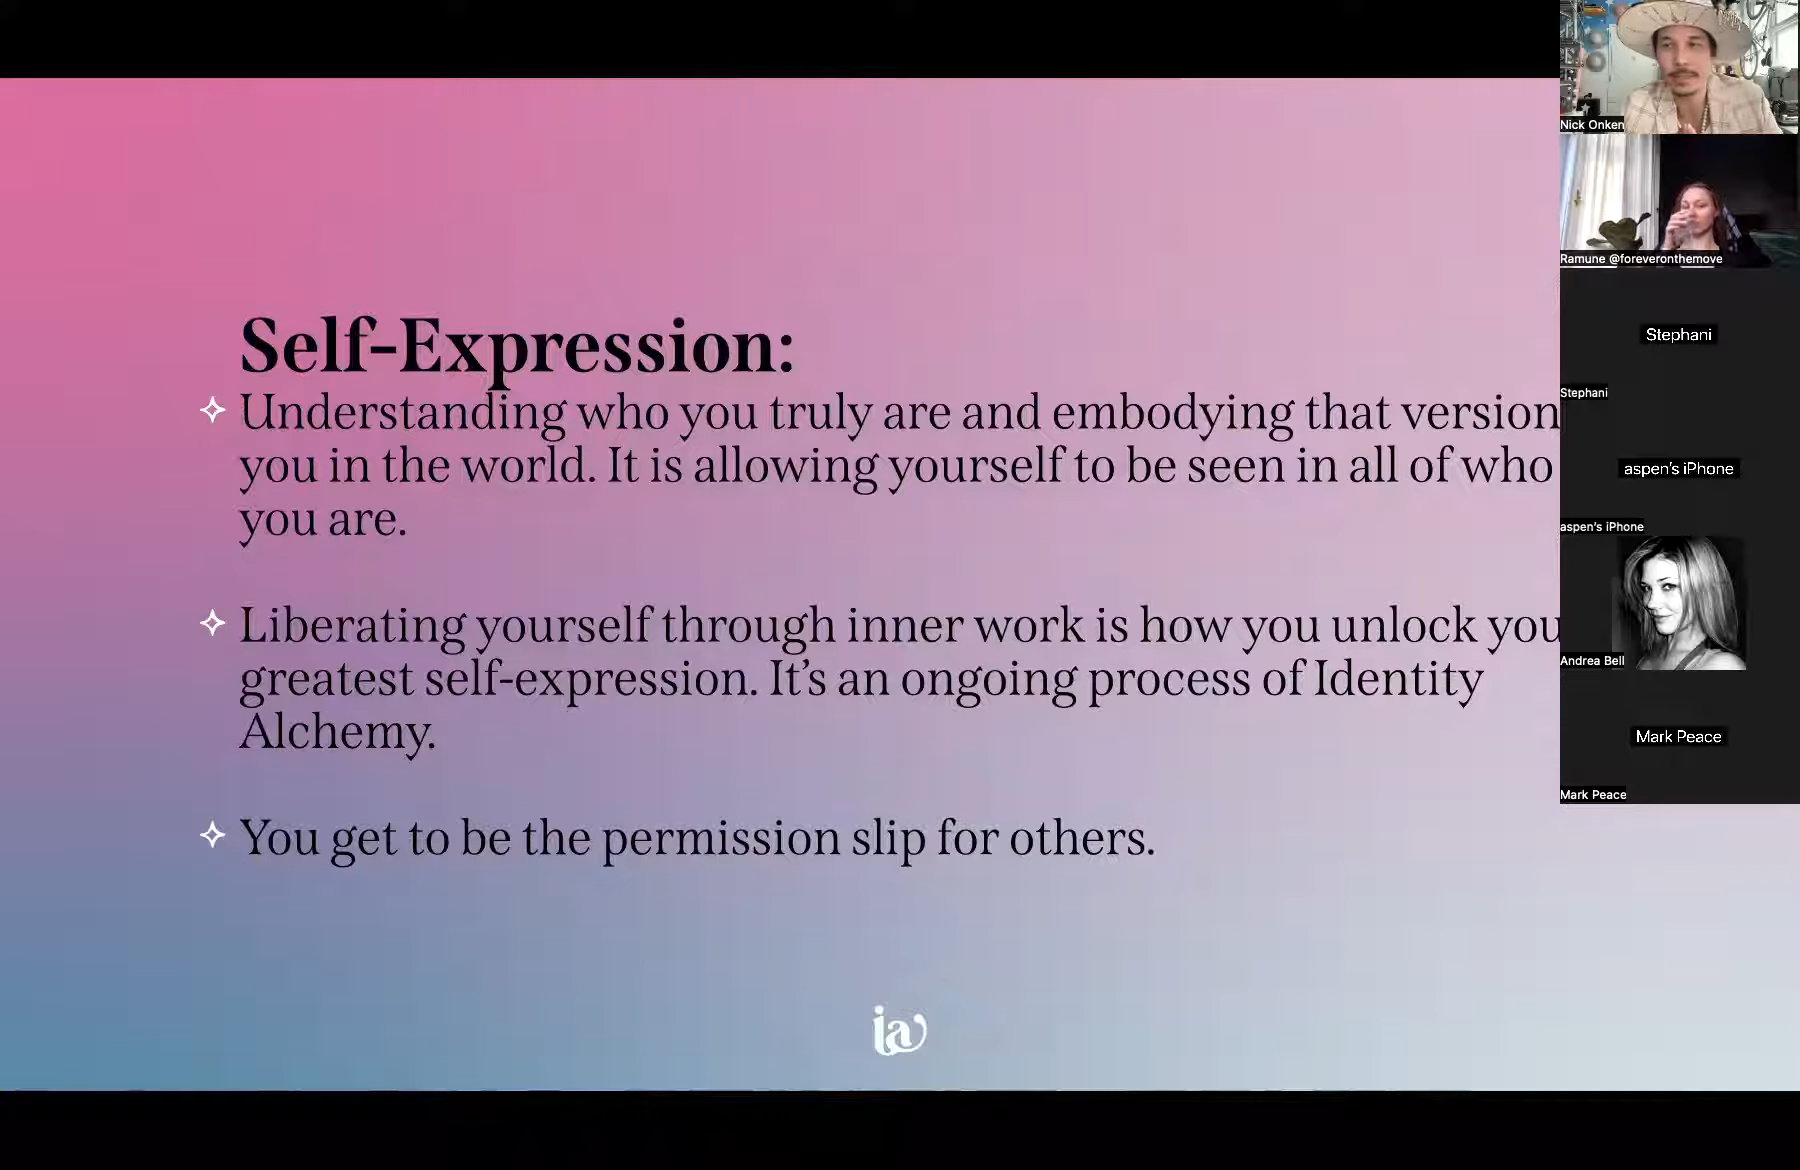 Self-Expression:
Understanding who you truly are and embodying that version
you in the world. It is allowing yourself to be seen in all of who
you are.
Liberating yourself through inner work is how you unlock you
greatest self-expression. It's an ongoing process of Identity
Alchemy.
You get to be the permission slip for others.
ia
Nick Onken
Ramune @foreveronthemove
Stephani
Stephani
aspen's iPhone
aspen's iPhone
Andrea Bell
Mark Peace
Mark Peace